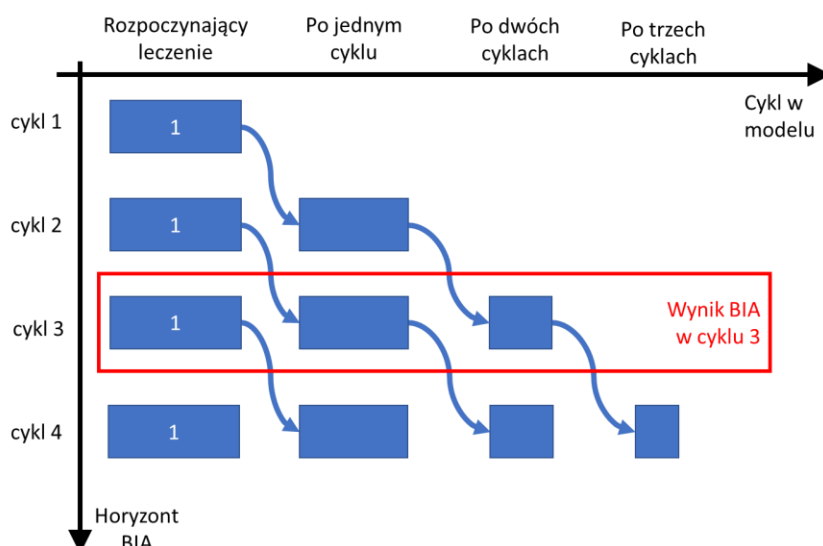 Rozpoczynający
leczenie
Po jednym
cyklu
Po dwóch
cyklach
Po trzech
cyklach
Cykl w
modelu
cykl 1
1
cykl 2
1
cykl 3
1
Wynik BIA
w cyklu 3
cykl 4
1
Horyzont
BIA